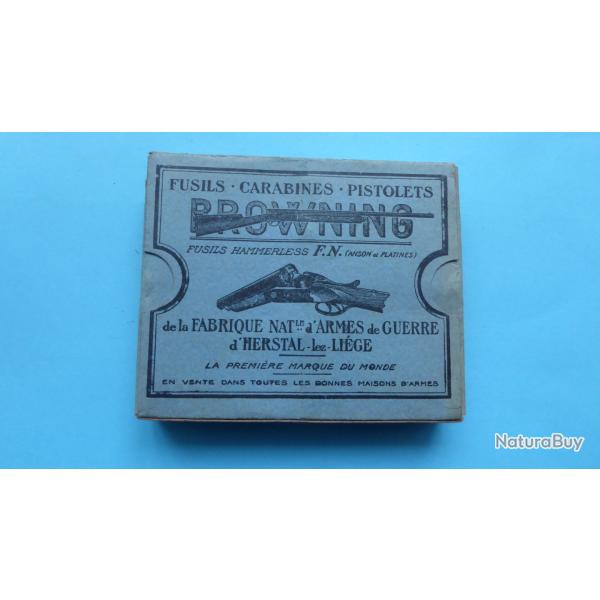 FUSILS · CARABINES · PISTOLETS
BROWNING
FUSILS HAMMERLESS F.N. (ANSON et PLATINES)
de la FABRIQUE NATLE d'ARMES de GUERRE
d'HERSTAL-lez-LIÉGE
LA PREMIÈRE MARQUE DU MONDE
EN VENTE DANS TOUTES LES BONNES MAISONS D'ARMES
NaturaBuy